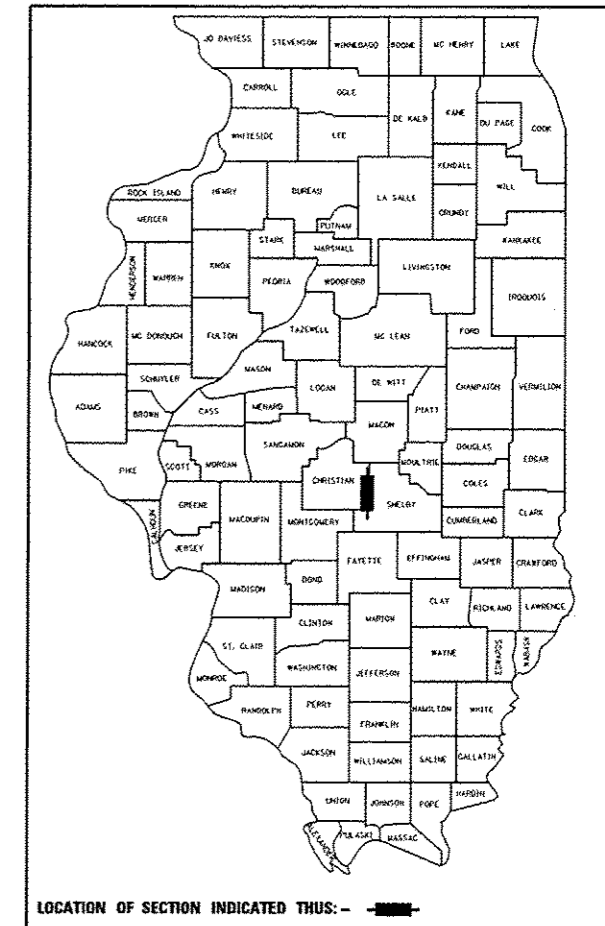 JO DAVIESS STEVENSON WINNEBAGO BOONE MC HENRY LAKE
CARROLL OGLE DE KALB KANE DU PAGE COOK
WHITESIDE LEE KENDALL WILL
ROCK ISLAND HENRY BUREAU LA SALLE GRUNDY
MERCER PUTNAM KANKAKEE
STARK MARSHALL LIVINGSTON
HENDERSON WARREN KNOX PEORIA WOODFORD IROQUOIS
HANCOCK MC DONOUGH FULTON TAZEWELL MC LEAN FORD
SCHUYLER MASON LOGAN DE WITT CHAMPAIGN VERMILION
ADAMS BROWN CASS MENARD MACON PIATT
PIKE SCOTT MORGAN SANGAMON MOULTRIE DOUGLAS EDGAR
CHRISTIAN SHELBY COLES
CALHOUN GREENE MACOUPIN MONTGOMERY CUMBERLAND CLARK
JERSEY FAYETTE EFFINGHAM JASPER CRAWFORD
MADISON BOND CLAY RICHLAND LAWRENCE
CLINTON MARION
ST. CLAIR WAYNE EDWARDS WABASH
MONROE WASHINGTON JEFFERSON
RANDOLPH PERRY FRANKLIN HAMILTON WHITE
JACKSON WILLIAMSON SALINE GALLATIN
UNION JOHNSON POPE HARDIN
ALEXANDER PULASKI MASSAC
LOCATION OF SECTION INDICATED THUS: -